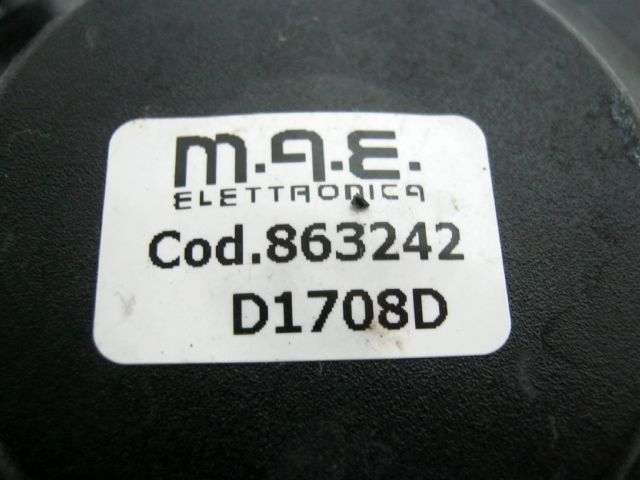 M.A.E.
ELETTRONICA
Cod.863242
D1708D